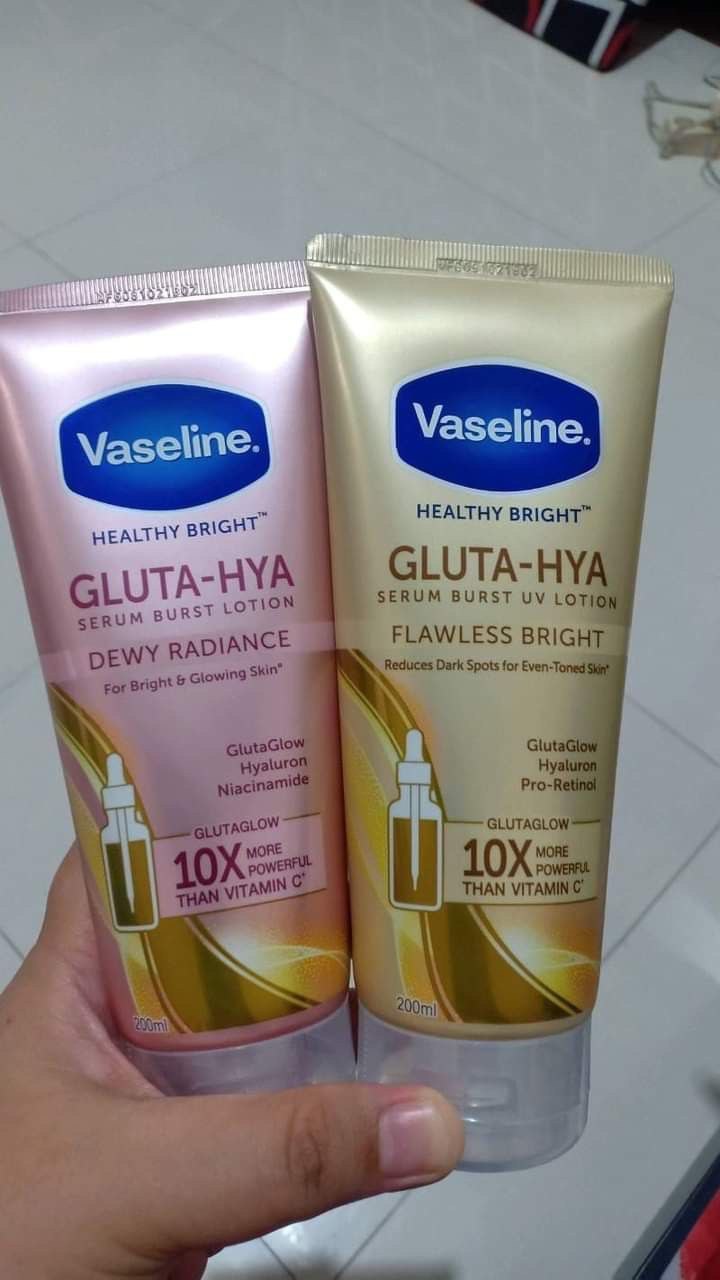 Vaseline.
HEALTHY BRIGHT™
GLUTA-HYA
SERUM BURST LOTION
DEWY RADIANCE
For Bright & Glowing Skin*
GlutaGlow
Hyaluron
Niacinamide
GLUTAGLOW
10X MORE
POWERFUL
THAN VITAMIN C*
200ml
Vaseline.
HEALTHY BRIGHT™
GLUTA-HYA
SERUM BURST UV LOTION
FLAWLESS BRIGHT
Reduces Dark Spots for Even-Toned Skin*
GlutaGlow
Hyaluron
Pro-Retinol
GLUTAGLOW
10X MORE
POWERFUL
THAN VITAMIN C*
200ml